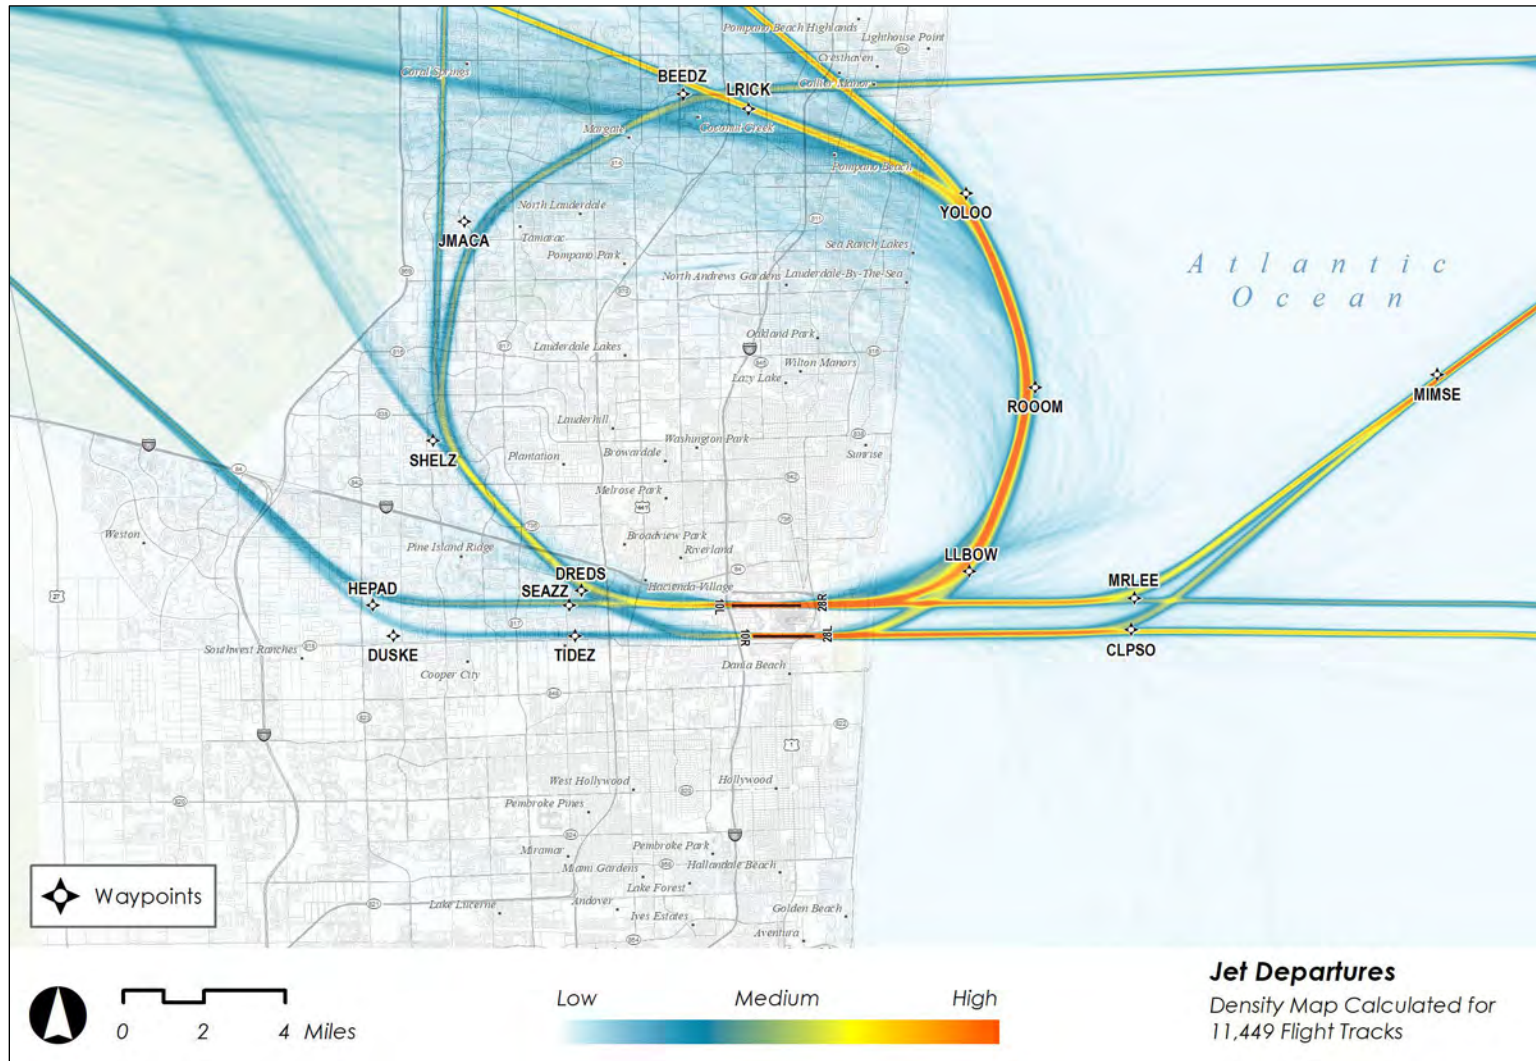 Pompano Beach Highlands
Lighthouse Point
Cresthaven
Coral Springs
BEEDZ
LRICK
Collier Manor
Margate
Coconut Creek
Pompano Beach
YOLOO
North Lauderdale
JMACA
Tamarac
Pompano Park
Sea Ranch Lakes
North Andrews Gardens
Lauderdale-By-The-Sea
Atlantic
Ocean
Oakland Park
Lauderdale Lakes
Wilton Manors
Lazy Lake
MIMSE
ROOOM
Lauderhill
Washington Park
SHELZ
Plantation
Browardale
Sunrise
Melrose Park
441
Weston
Pine Island Ridge
Broadview Park
Riverland
LLBOW
DREDS
HEPAD
SEAZZ
Hacienda Village
MRLEE
27
10L
28R
10R
28L
Southwest Ranches
DUSKE
TIDEZ
CLPSO
Cooper City
Dania Beach
1
West Hollywood
Hollywood
Pembroke Pines
Miramar
Pembroke Park
Miami Gardens
Hallandale Beach
Lake Forest
Lake Lucerne
Andover
Golden Beach
Ives Estates
Aventura
Waypoints
0 2 4 Miles
Low Medium High
Jet Departures
Density Map Calculated for
11,449 Flight Tracks